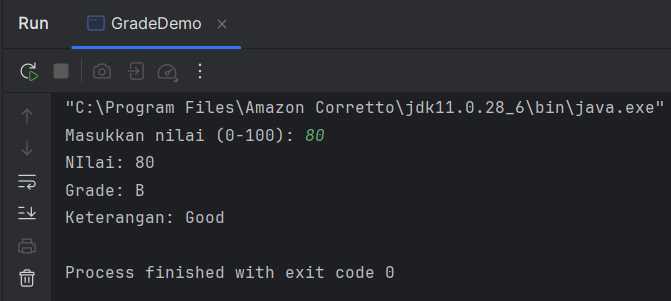 Run GradeDemo
"C:\Program Files\Amazon Corretto\jdk11.0.28_6\bin\java.exe"
Masukkan nilai (0-100): 80
NIlai: 80
Grade: B
Keterangan: Good
Process finished with exit code 0